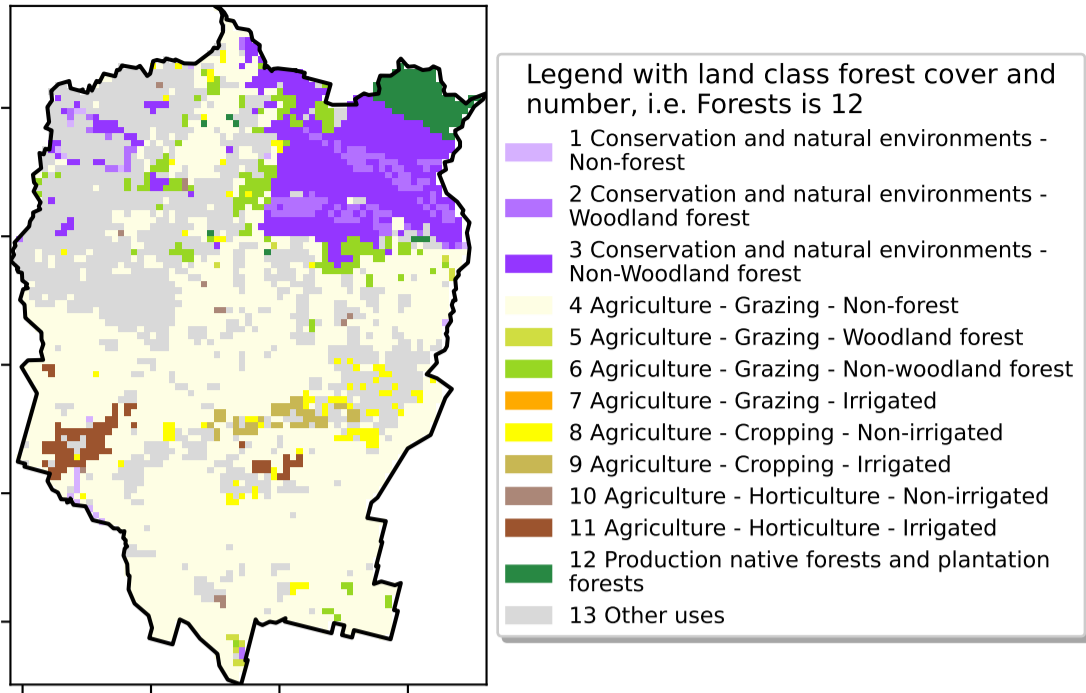 Legend with land class forest cover and
number, i.e. Forests is 12
1 Conservation and natural environments -
Non-forest
2 Conservation and natural environments -
Woodland forest
3 Conservation and natural environments -
Non-Woodland forest
4 Agriculture - Grazing - Non-forest
5 Agriculture - Grazing - Woodland forest
6 Agriculture - Grazing - Non-woodland forest
7 Agriculture - Grazing - Irrigated
8 Agriculture - Cropping - Non-irrigated
9 Agriculture - Cropping - Irrigated
10 Agriculture - Horticulture - Non-irrigated
11 Agriculture - Horticulture - Irrigated
12 Production native forests and plantation
forests
13 Other uses